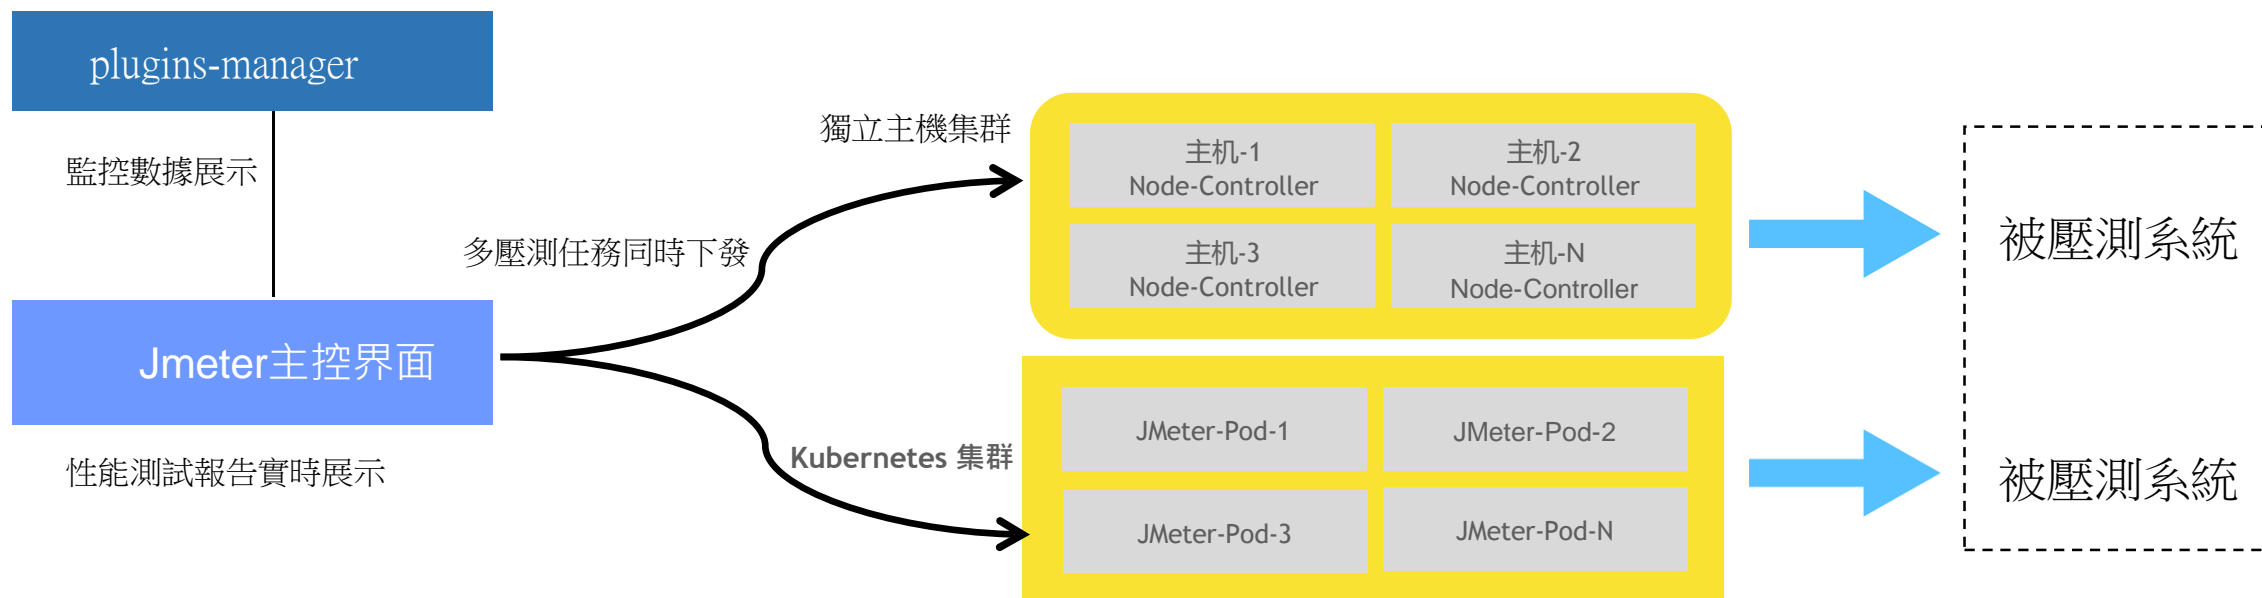 plugins-manager
監控數據展示
Jmeter主控界面
性能測試報告實時展示
多壓測任務同時下發
獨立主機集群
主机-1
Node-Controller
主机-2
Node-Controller
主机-3
Node-Controller
主机-N
Node-Controller
Kubernetes 集群
JMeter-Pod-1
JMeter-Pod-2
JMeter-Pod-3
JMeter-Pod-N
被壓測系統
被壓測系統